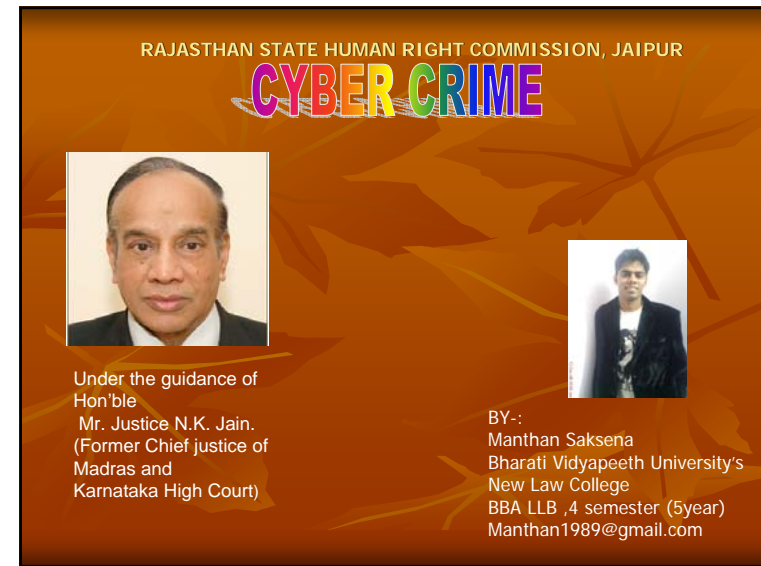 RAJASTHAN STATE HUMAN RIGHT COMMISSION, JAIPUR
CYBER CRIME
Under the guidance of
Hon'ble
Mr. Justice N.K. Jain.
(Former Chief justice of
Madras and
Karnataka High Court)
BY-:
Manthan Saksena
Bharati Vidyapeeth University's
New Law College
BBA LLB ,4 semester (5year)
Manthan1989@gmail.com